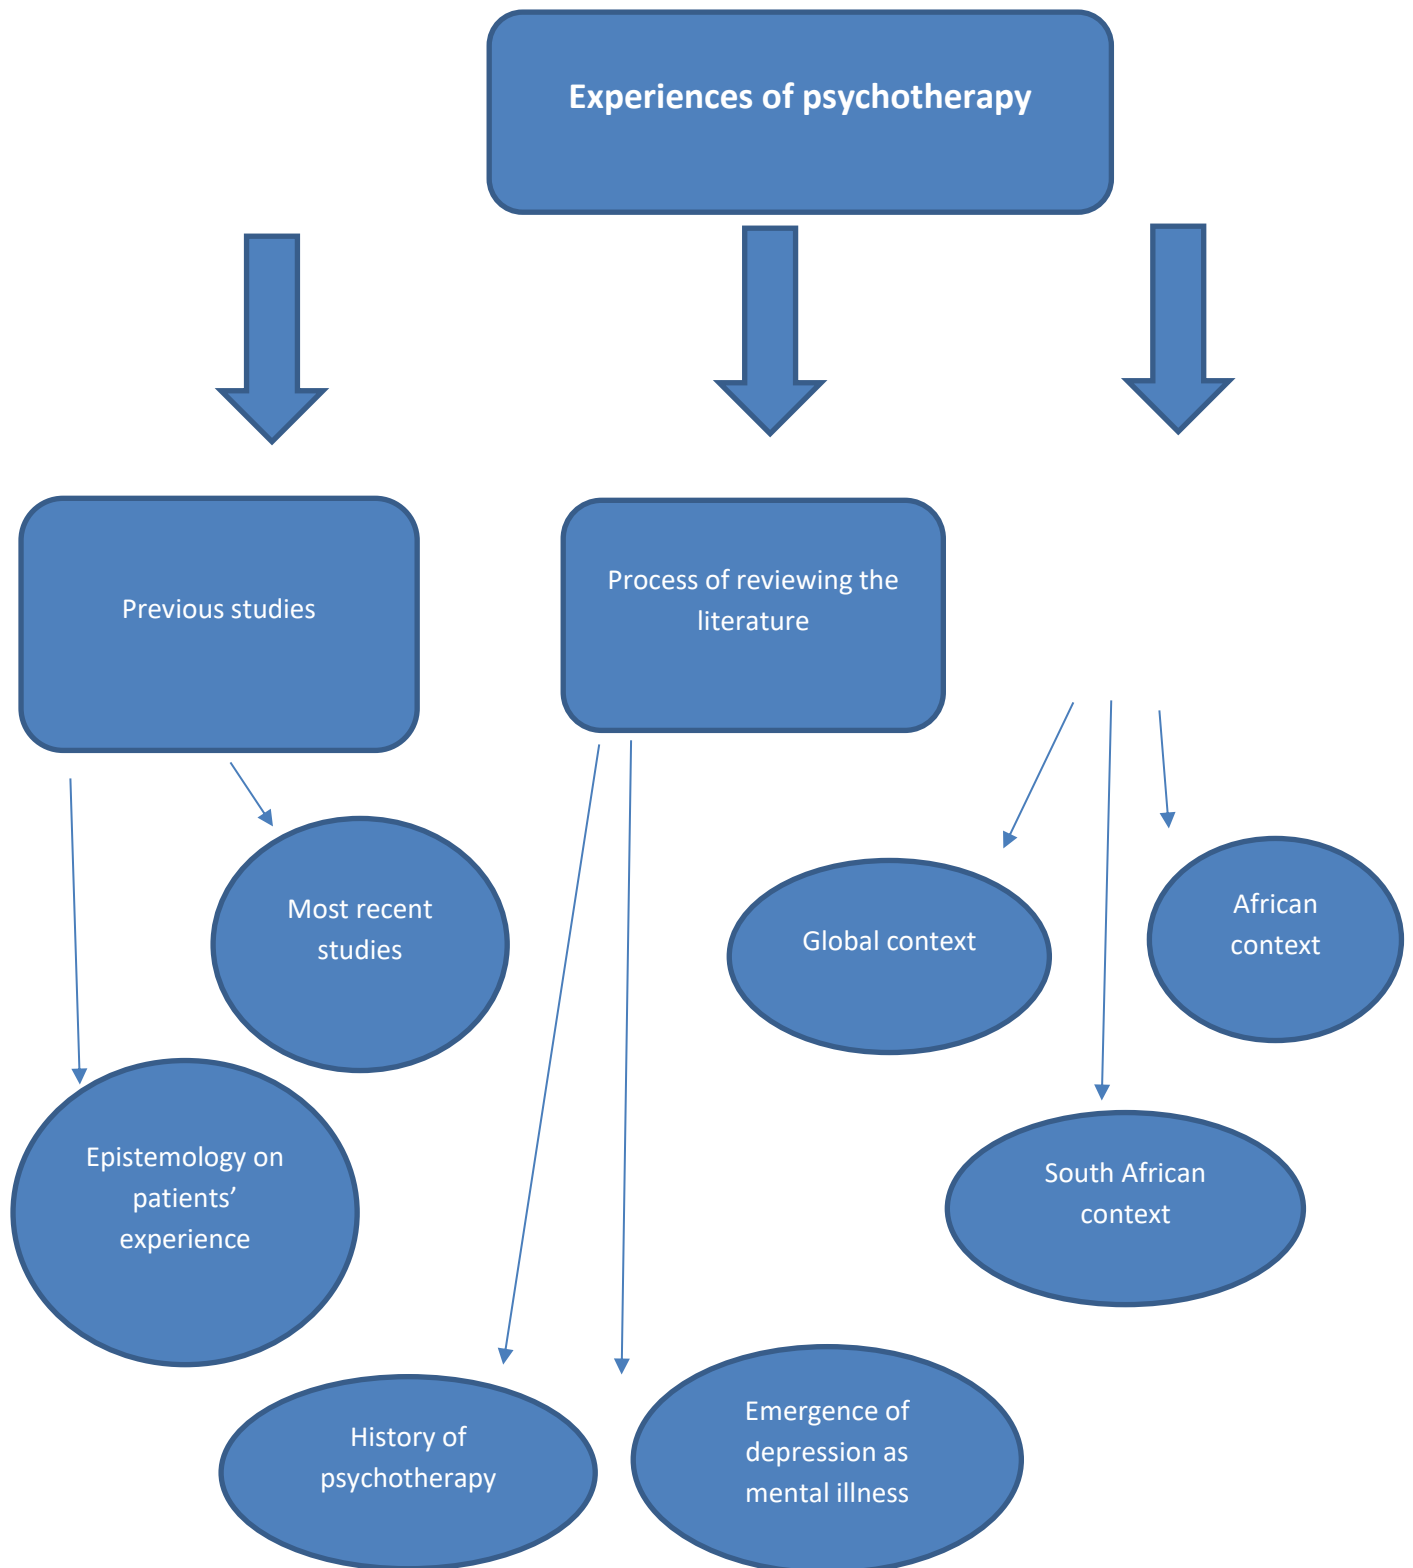 Experiences of psychotherapy
Previous studies
Process of reviewing the
literature
Most recent
studies
Global context
African
context
Epistemology on
patients’
experience
South African
context
History of
psychotherapy
Emergence of
depression as
mental illness